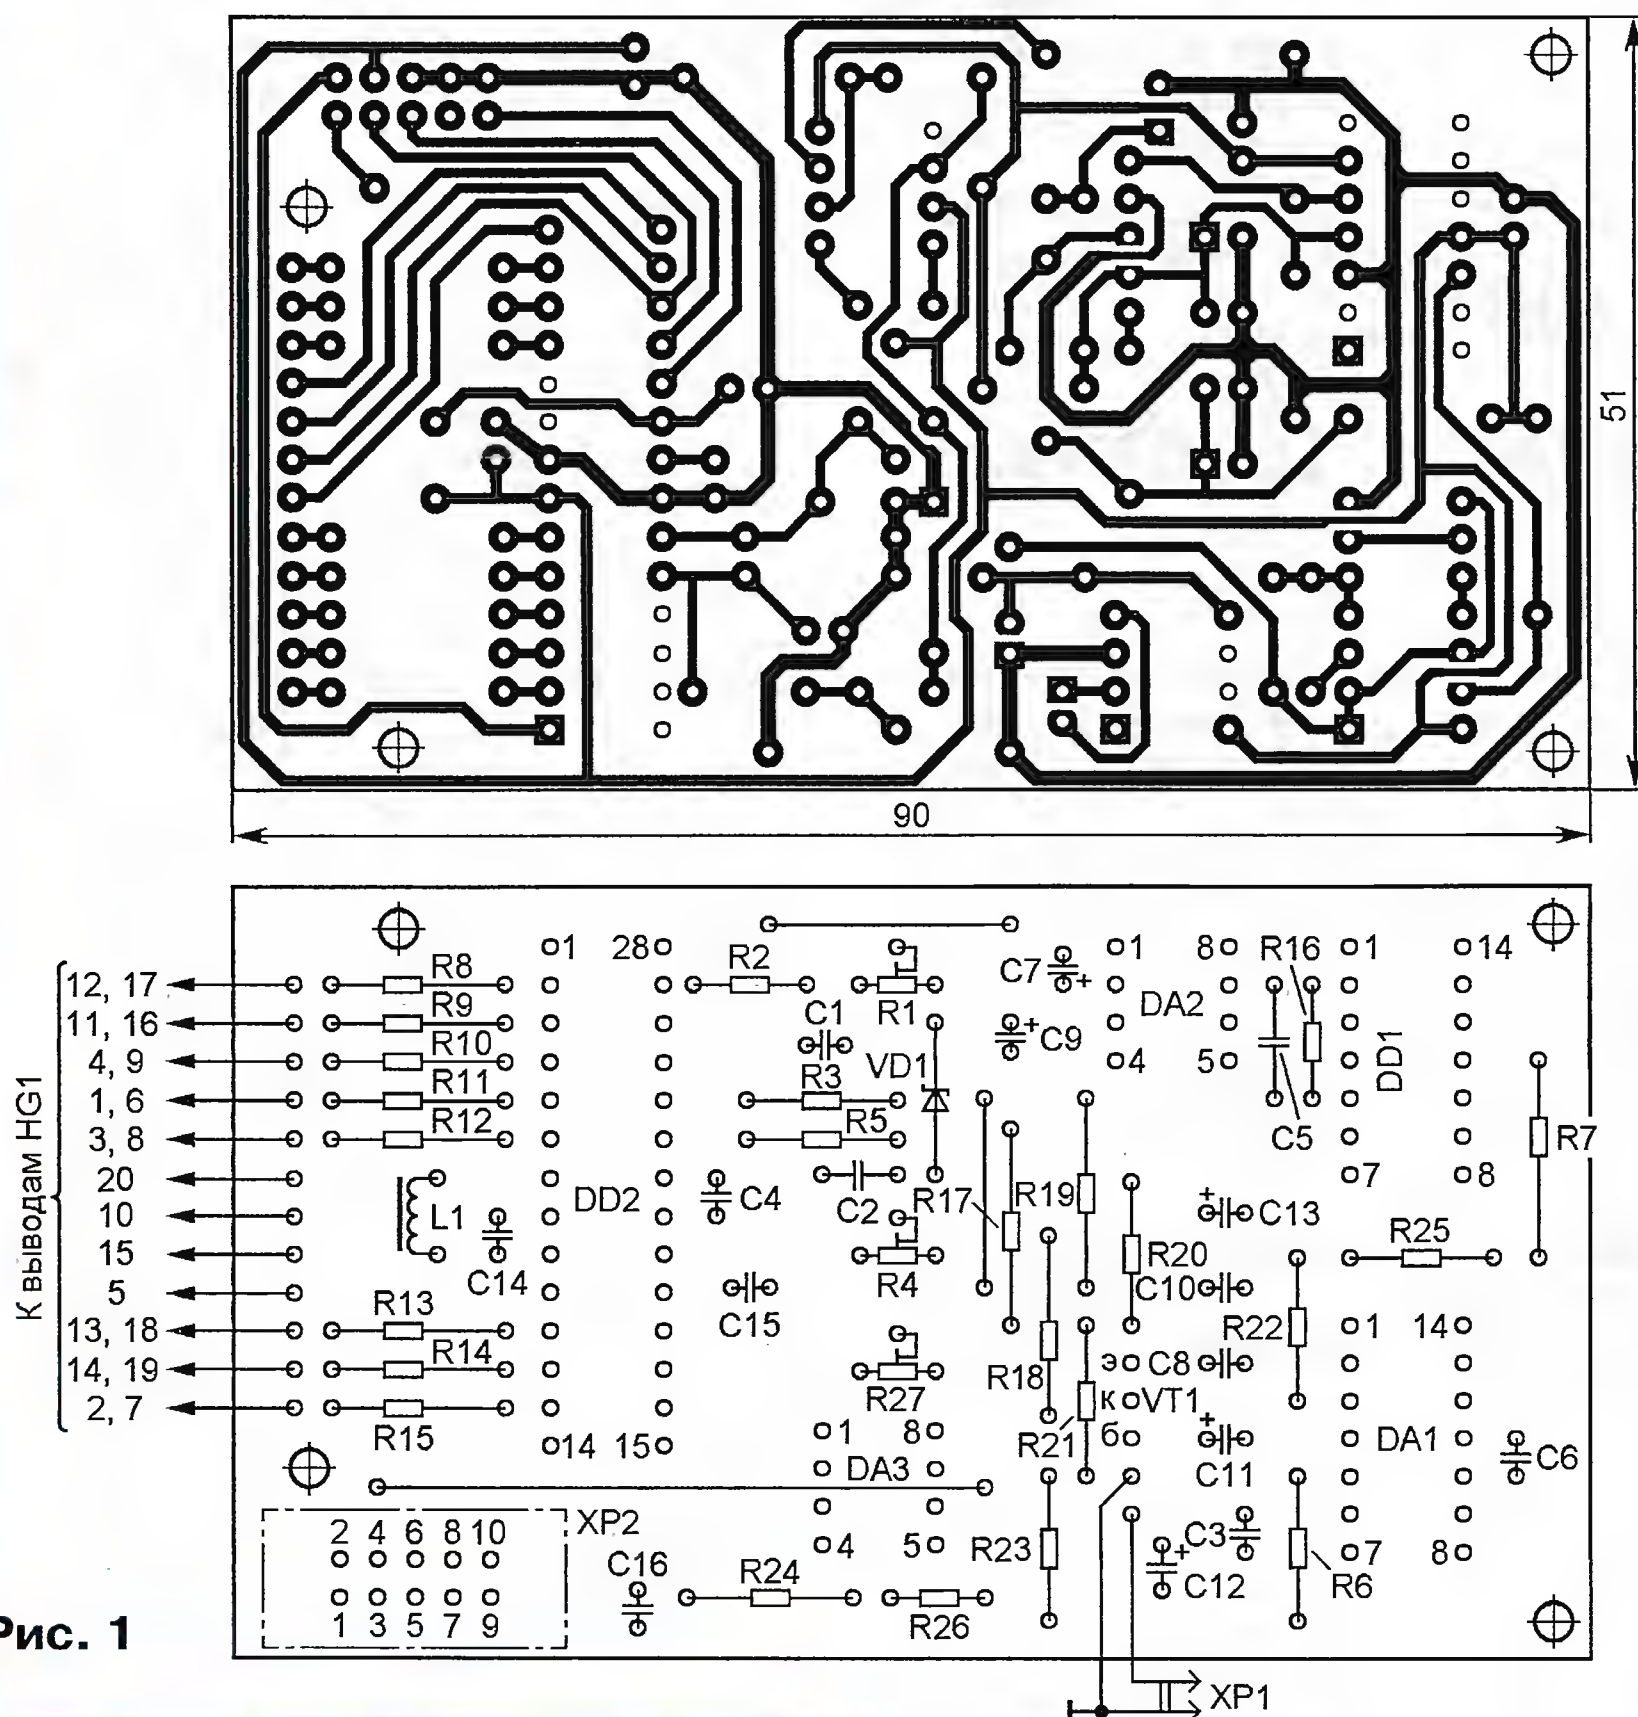 51
90
12, 17
11, 16
4, 9
1, 6
3, 8
20
10
15
5
13, 18
14, 19
2, 7
К выводам HG1
R8
R9
R10
R11
R12
L1
C14
R13
R14
R15
1 28
DD2
14 15
R2
C1
R1
R3
VD1
R5
C4
C2
R4
C15
R27
C7 +
+ C9
1 8
DA2
4 5
R16
C5
1 14
DD1
7 8
R7
R17
R19
R20
+ C13
R25
C10
R22
R18
э C8
к VT1
R21
б
+
C11
1 14
DA1
7 8
C6
1 8
DA3
4 5
XP2
2 4 6 8 10
1 3 5 7 9
C16
R24
R26
R23
C3
+
C12
R6
XP1
Рис. 1